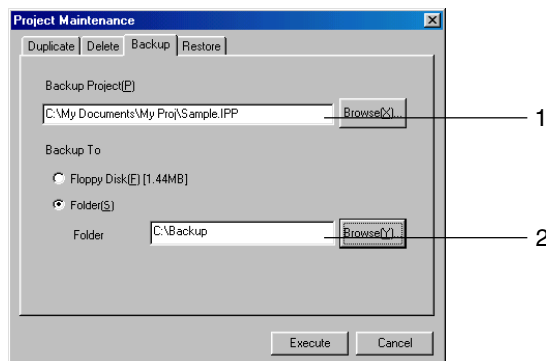 Project Maintenance
Duplicate Delete Backup Restore
Backup Project(P)
C:\My Documents\My Proj\Sample.IPP Browse(X)... 1
Backup To
Floppy Disk(F) [1.44MB]
Folder(S)
Folder C:\Backup Browse(Y)... 2
Execute Cancel